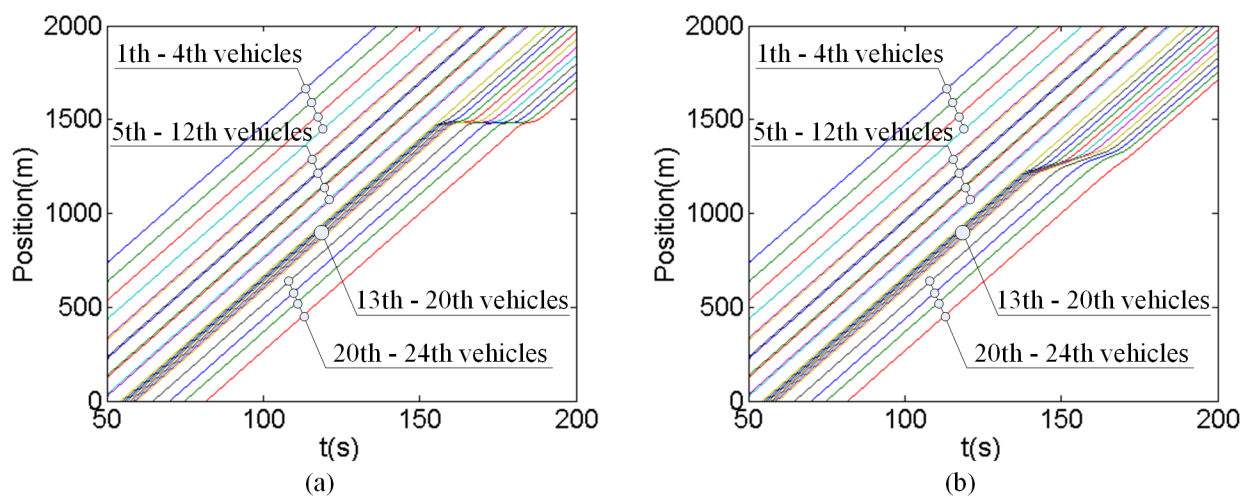 2000
1500
1000
500
0
Position(m)
1th - 4th vehicles
5th - 12th vehicles
13th - 20th vehicles
20th - 24th vehicles
50
100
150
200
t(s)
(a)
2000
1500
1000
500
0
Position(m)
1th - 4th vehicles
5th - 12th vehicles
13th - 20th vehicles
20th - 24th vehicles
50
100
150
200
t(s)
(b)